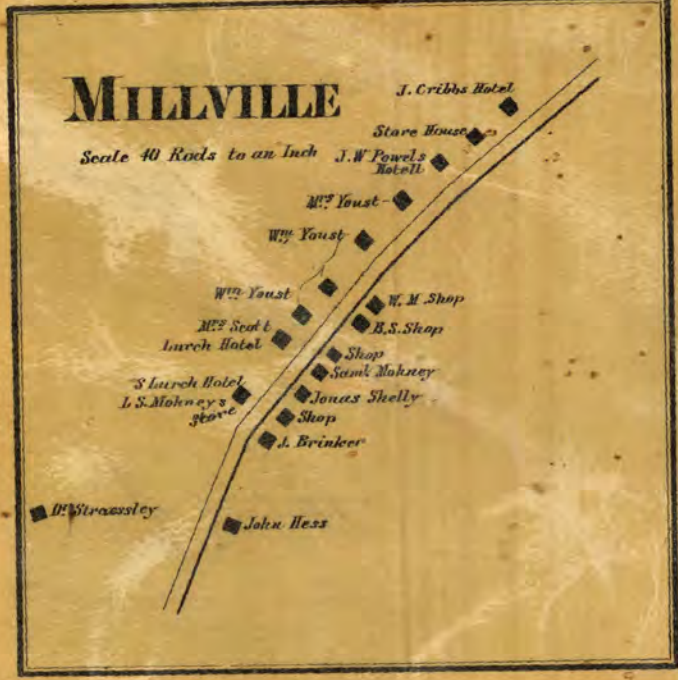 MILLVILLE
Scale 40 Rods to an Inch
J. Cribbs Hotel
Store House
J. W Powels
Hotell
Mrs Youst
Wm Youst
Wm Youst
Mrs Scott
Lurch Hotel
W. M Shop
B. S. Shop
Shop
Saml Mohney
S Lurch Hotel
L S. Mohney's
Store
Jonas Shelly
Shop
J. Brinker
Dr Straessley
John Hess